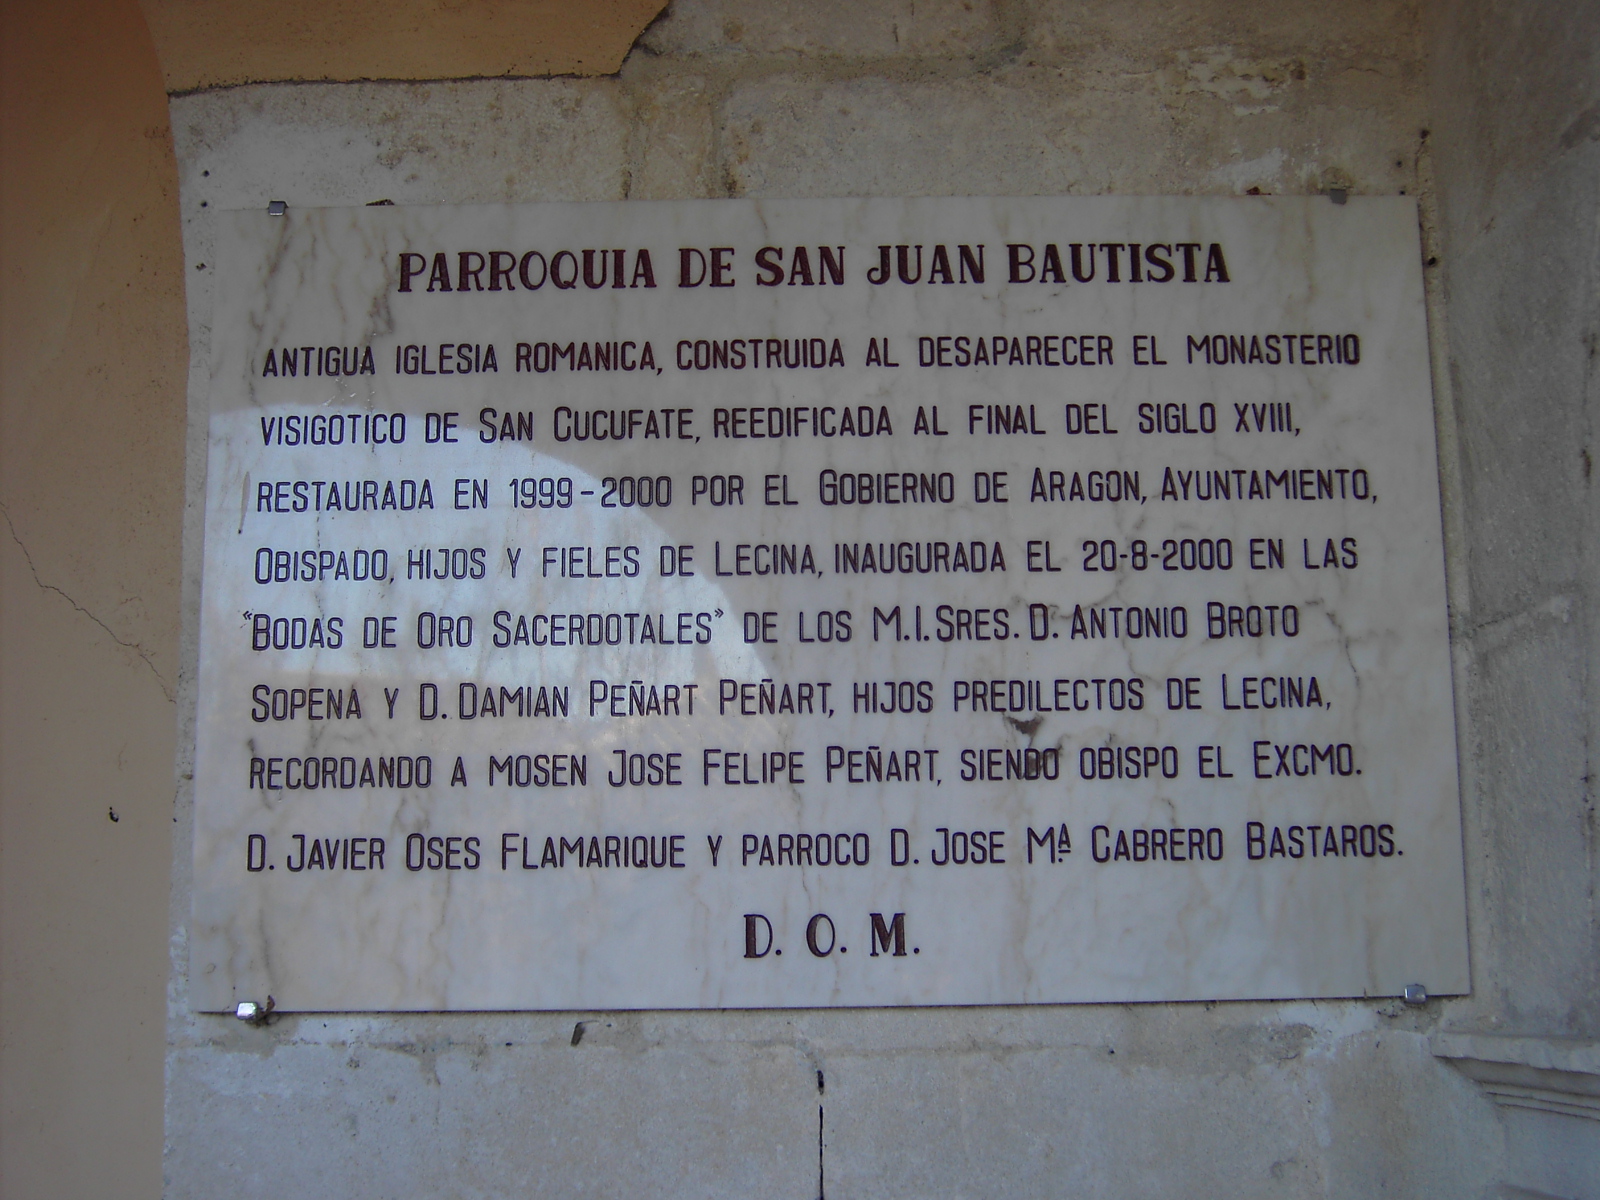 PARROQUIA DE SAN JUAN BAUTISTA
ANTIGUA IGLESIA ROMANICA, CONSTRUIDA AL DESAPARECER EL MONASTERIO
VISIGOTICO DE SAN CUCUFATE, REEDIFICADA AL FINAL DEL SIGLO XVIII,
RESTAURADA EN 1999-2000 POR EL GOBIERNO DE ARAGON, AYUNTAMIENTO,
OBISPADO, HIJOS Y FIELES DE LECINA, INAUGURADA EL 20-8-2000 EN LAS
"BODAS DE ORO SACERDOTALES" DE LOS M.I. SRES. D. ANTONIO BROTO
SOPENA Y D. DAMIAN PEÑART PEÑART, HIJOS PREDILECTOS DE LECINA,
RECORDANDO A MOSEN JOSE FELIPE PEÑART, SIENDO OBISPO EL EXCMO.
D. JAVIER OSES FLAMARIQUE Y PARROCO D. JOSE Mª CABRERO BASTAROS.
D. O. M.